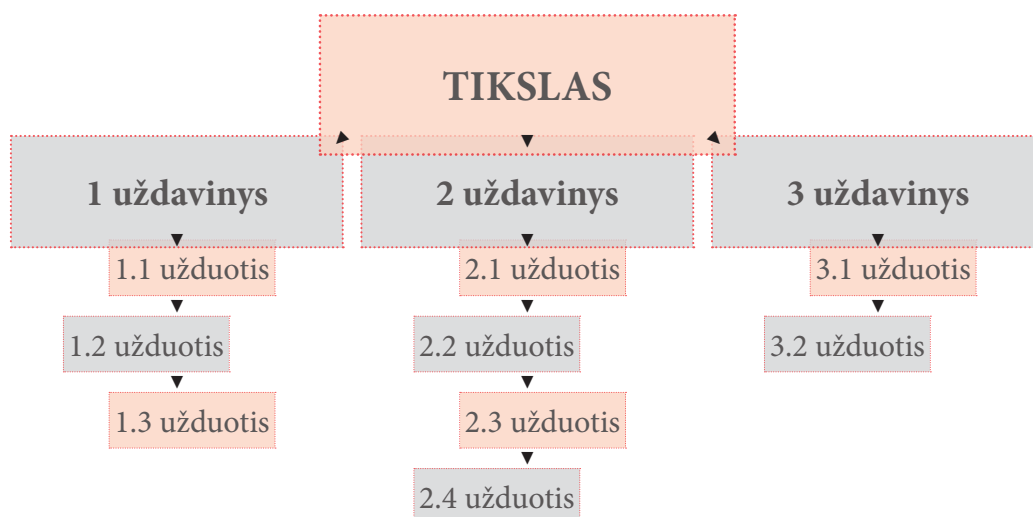 TIKSLAS
1 uždavinys
2 uždavinys
3 uždavinys
1.1 užduotis
2.1 užduotis
3.1 užduotis
1.2 užduotis
2.2 užduotis
3.2 užduotis
1.3 užduotis
2.3 užduotis
2.4 užduotis